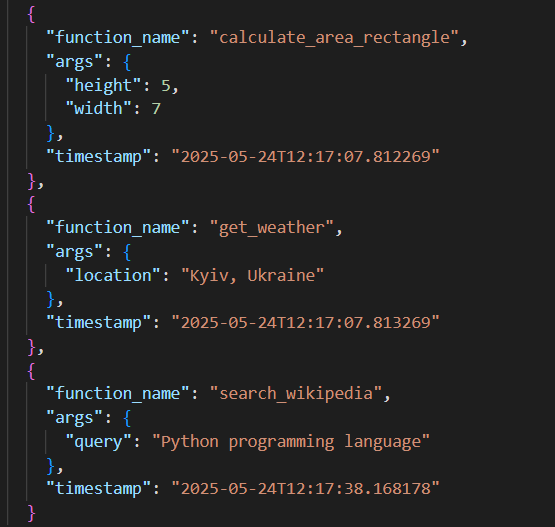 {
"function_name": "calculate_area_rectangle",
"args": {
"height": 5,
"width": 7
},
"timestamp": "2025-05-24T12:17:07.812269"
},
{
"function_name": "get_weather",
"args": {
"location": "Kyiv, Ukraine"
},
"timestamp": "2025-05-24T12:17:07.813269"
},
{
"function_name": "search_wikipedia",
"args": {
"query": "Python programming language"
},
"timestamp": "2025-05-24T12:17:38.168178"
}